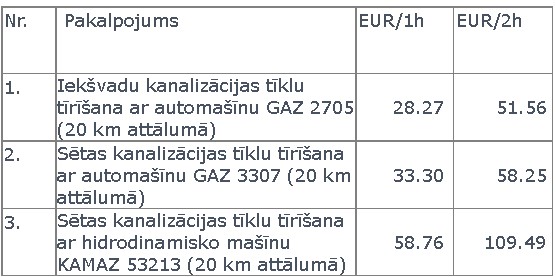 Nr. Pakalpojums EUR/1h EUR/2h
Iekšvadu kanalizācijas tīklu
1. tīrīšana ar automašīnu GAZ 2705 28.27 51.56
(20 km attālumā)
2. Sētas kanalizācijas tīklu tīrīšana
ar automašīnu GAZ 3307 (20 km 33.30 58.25
attālumā)
3. Sētas kanalizācijas tīklu tīrīšana
ar hidrodinamisko mašīnu 58.76 109.49
KAMAZ 53213 (20 km attālumā)